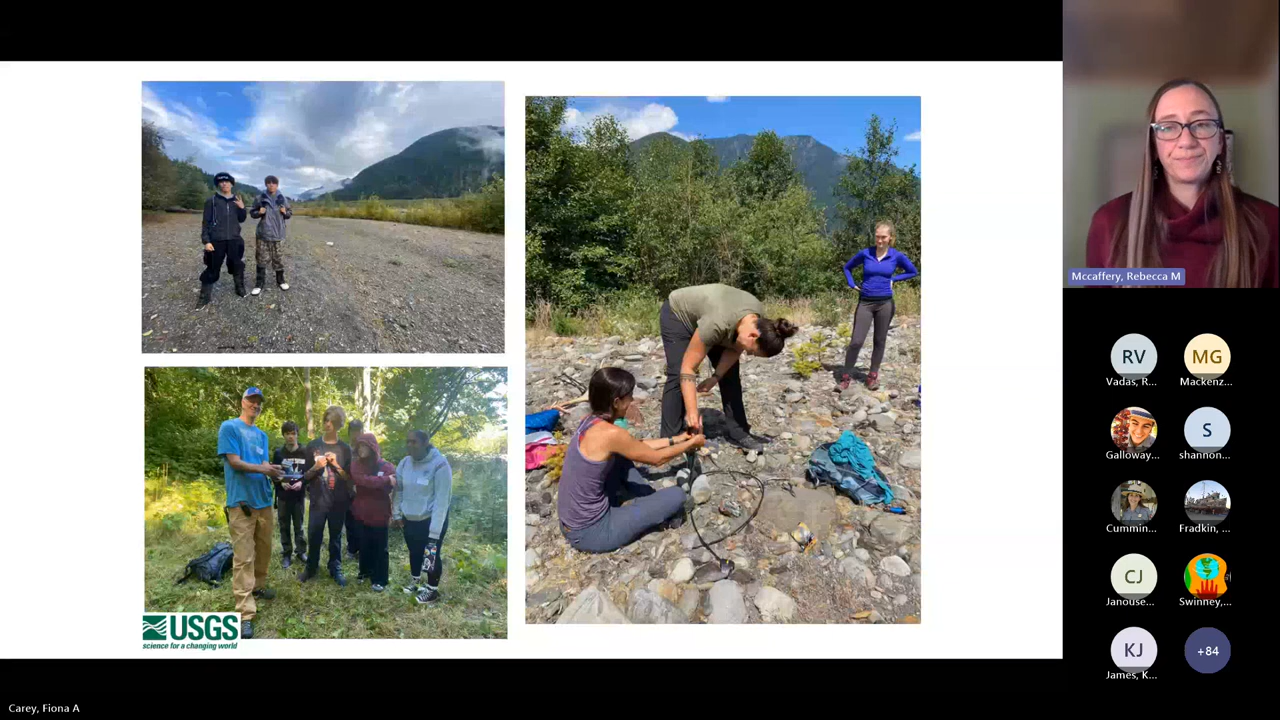 Mccaffery, Rebecca M
RV
MG
Vadas, R...
Mackenz...
S
Galloway...
shannon...
Cummin...
Fradkin, ...
CJ
Janouse...
Swinney,...
KJ
+84
James, K...
USGS
science for a changing world
Carey, Fiona A